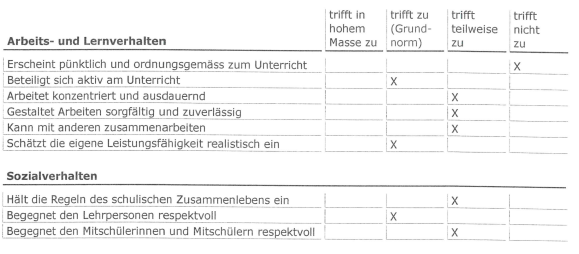 Arbeits- und Lernverhalten | trifft in hohem Masse zu | trifft zu (Grund-norm) | trifft teilweise zu | trifft nicht zu
Erscheint pünktlich und ordnungsgemäss zum Unterricht X
Beteiligt sich aktiv am Unterricht X
Arbeitet konzentriert und ausdauernd X
Gestaltet Arbeiten sorgfältig und zuverlässig X
Kann mit anderen zusammenarbeiten X
Schätzt die eigene Leistungsfähigkeit realistisch ein X
Sozialverhalten
Hält die Regeln des schulischen Zusammenlebens ein X
Begegnet den Lehrpersonen respektvoll X
Begegnet den Mitschülerinnen und Mitschülern respektvoll X